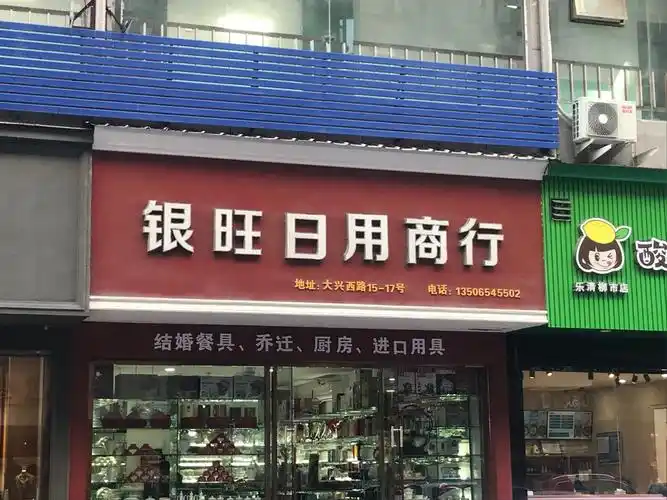 银旺日用商行
地址：大兴西路15-17号 电话：13506545502
结婚餐具、乔迁、厨房、进口用具
乐清柳市店
酸